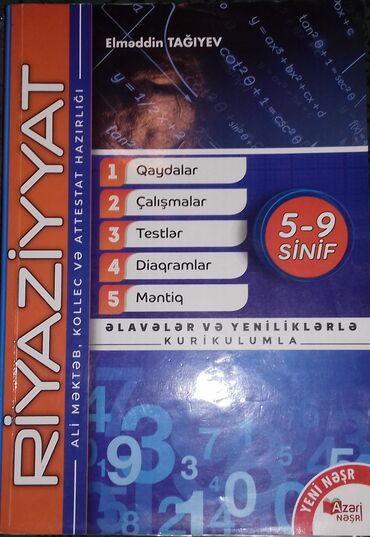 Elməddin TAĞIYEV
RİYAZİYYAT
ALİ MƏKTƏB, KOLLEC VƏ ATTESTAT HAZIRLIĞI
1 Qaydalar
2 Çalışmalar
3 Testlər
4 Diaqramlar
5 Məntiq
5-9
SİNİF
ƏLAVƏLƏR VƏ YENİLİKLƏRLƏ
KURİKULUMLA
YENİ NƏŞR
Azəri
NƏŞR